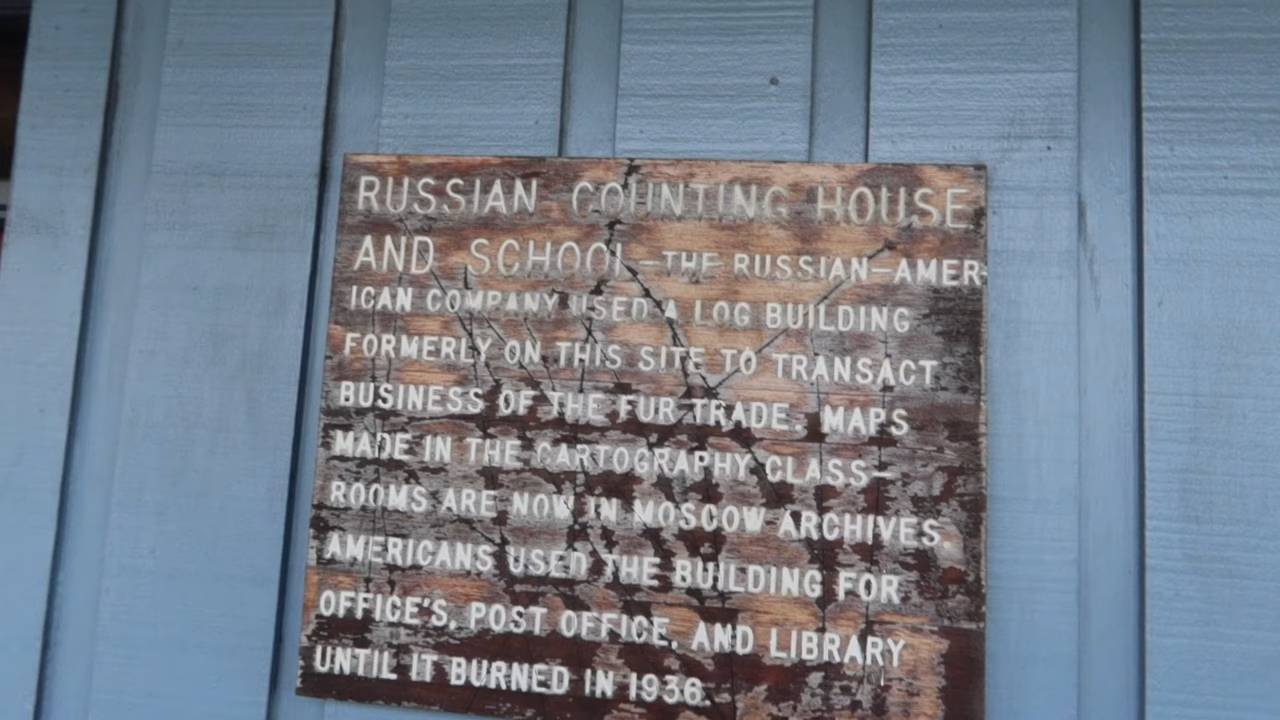 RUSSIAN COUNTING HOUSE
AND SCHOOL—THE RUSSIAN—AMER-
ICAN COMPANY USED A LOG BUILDING
FORMERLY ON THIS SITE TO TRANSACT
BUSINESS OF THE FUR TRADE. MAPS
MADE IN THE CARTOGRAPHY CLASS—
ROOMS ARE NOW IN MOSCOW ARCHIVES.
AMERICANS USED THE BUILDING FOR
OFFICE'S, POST OFFICE, AND LIBRARY
UNTIL IT BURNED IN 1936.